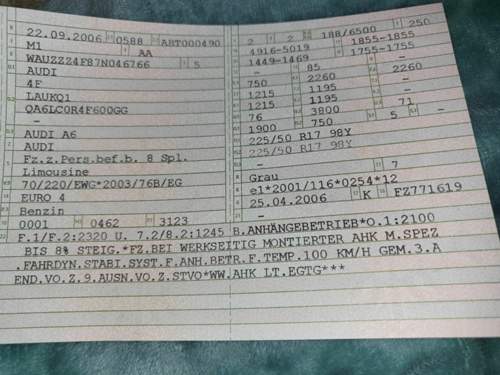 22.09.2006 0588 ABT000490
M1 AA
WAUZZZ4F87N046766 5
AUDI
4F
LAUKQ1
QA6LC0R4F600GG
-
AUDI A6
AUDI
Fz.z.Pers.bef.b. 8 Spl.
Limousine
70/220/EWG*2003/76B/EG
EURO 4
Benzin
0001 0462 3123
2 2 188/6500 250
4916-5019 1855-1855
1449-1469 1755-1755
- -
750 85 2260
1215 2260
1215 1195
76 1195 71
1900 3800 5 -
225/50 R17 98Y 750
225/50 R17 98Y
-
Grau 7
e1*2001/116*0254*12
25.04.2006 K FZ771619
-
F.1/F.2:2320 U. 7.2/8.2:1245 B.ANHÄNGEBETRIEB*O.1:2100
BIS 8% STEIG.*FZ.BEI WERKSEITIG MONTIERTER AHK M.SPEZ
.FAHRDYN.STABI.SYST.F.ANH.BETR.F.TEMP.100 KM/H GEM.3.A
END.VO.Z.9.AUSN.VO.Z.STVO*WW.AHK LT.EGTG***